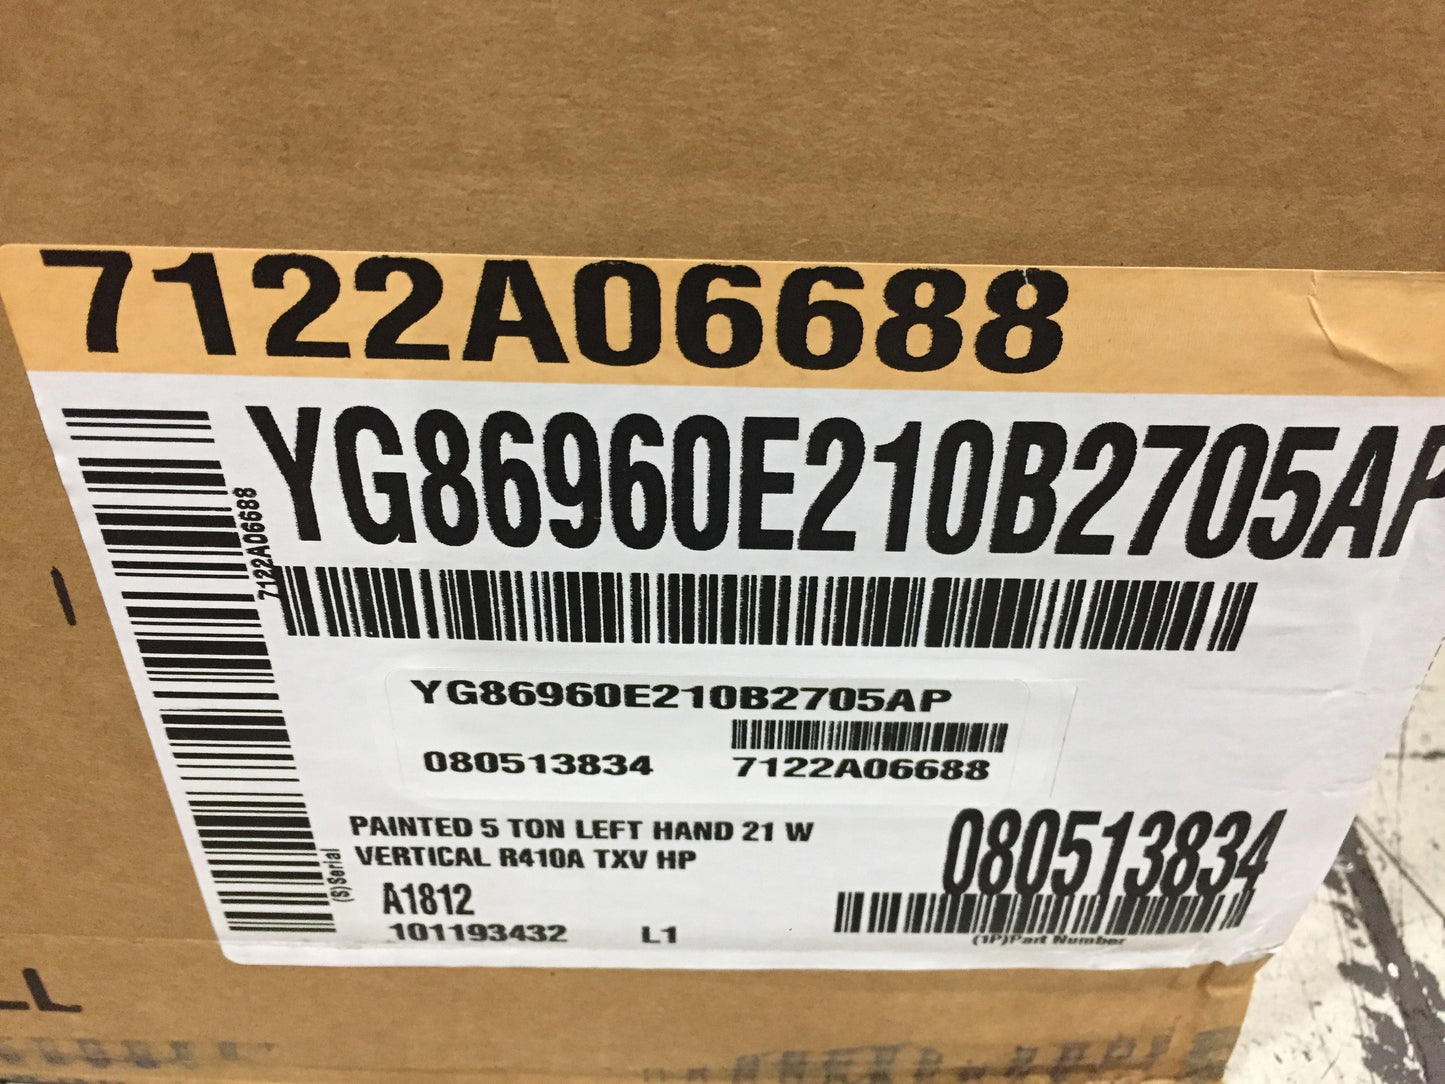 7122A06688
YG86960E210B2705AP
7122A06688
YG86960E210B2705AP
080513834
7122A06688
PAINTED 5 TON LEFT HAND 21 W
VERTICAL R410A TXV HP
(S)Serial
A1812
101193432 L1
080513834
(1P)Part Number
LL